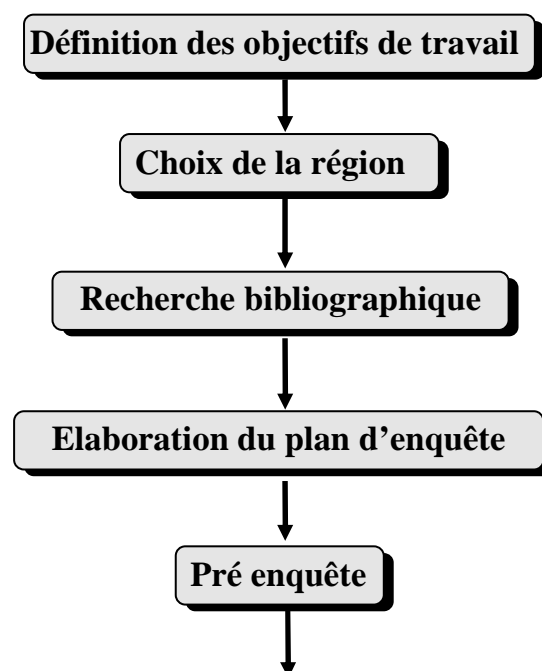 Définition des objectifs de travail
Choix de la région
Recherche bibliographique
Elaboration du plan d’enquête
Pré enquête